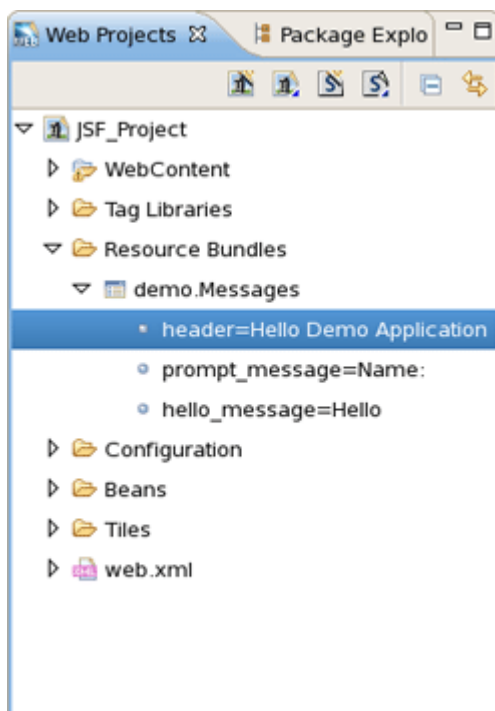 Web Projects Package Explo
JSF_Project
WebContent
Tag Libraries
Resource Bundles
demo.Messages
header=Hello Demo Application
prompt_message=Name:
hello_message=Hello
Configuration
Beans
Tiles
web.xml